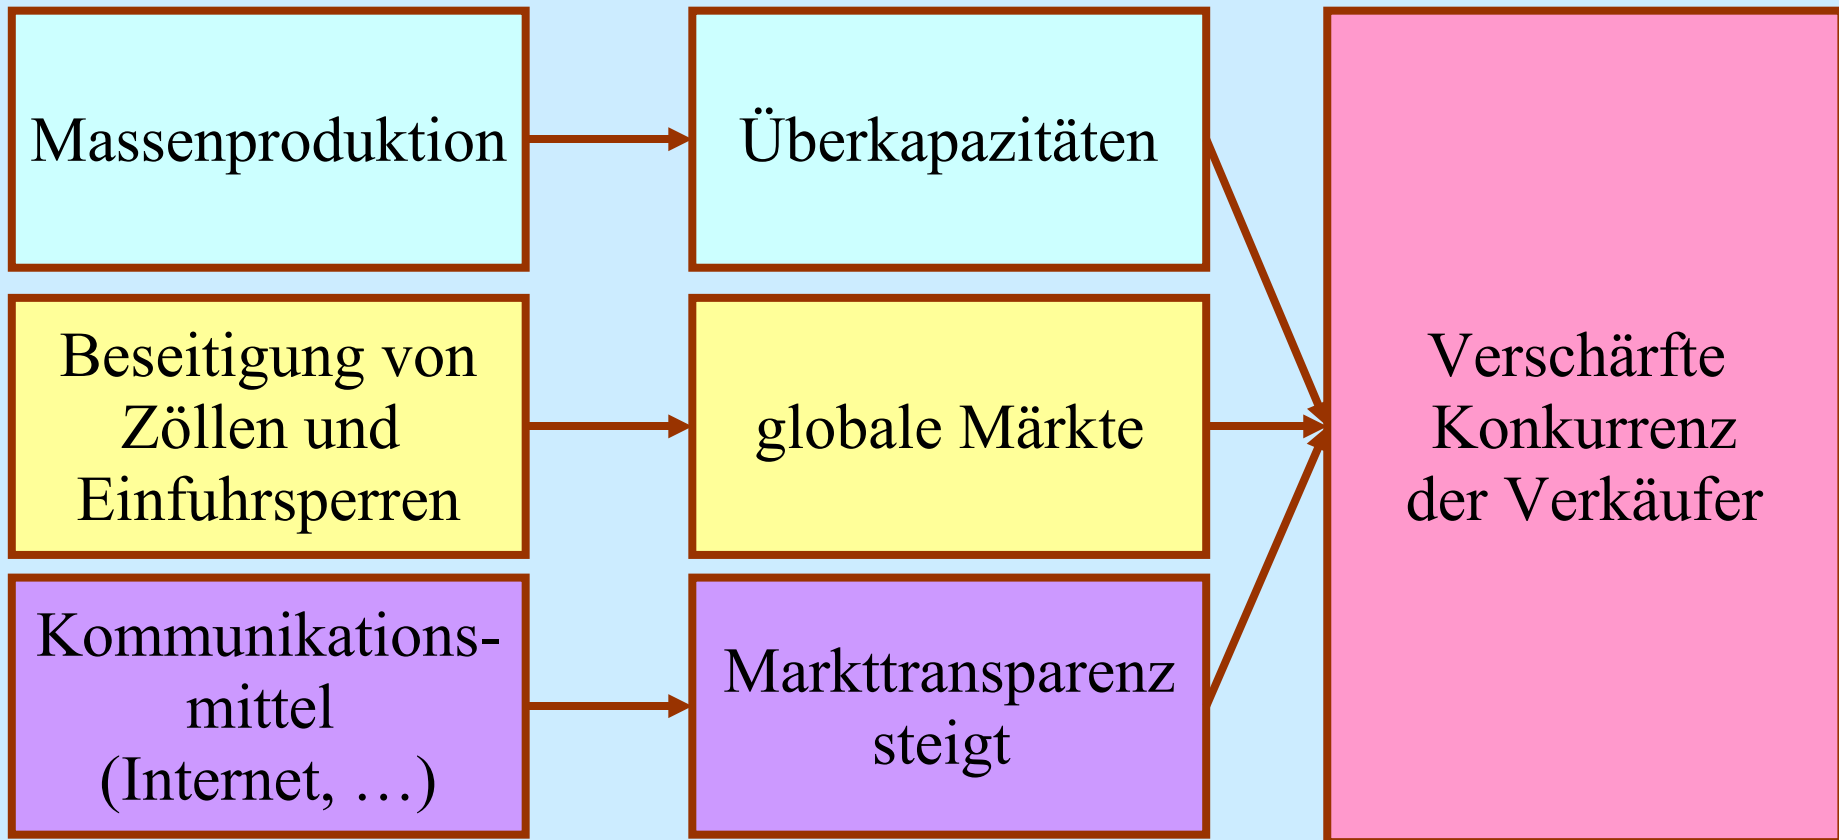 Massenproduktion
Überkapazitäten
Beseitigung von
Zöllen und
Einfuhrsperren
globale Märkte
Kommunikations-
mittel
(Internet, …)
Markttransparenz
steigt
Verschärfte
Konkurrenz
der Verkäufer